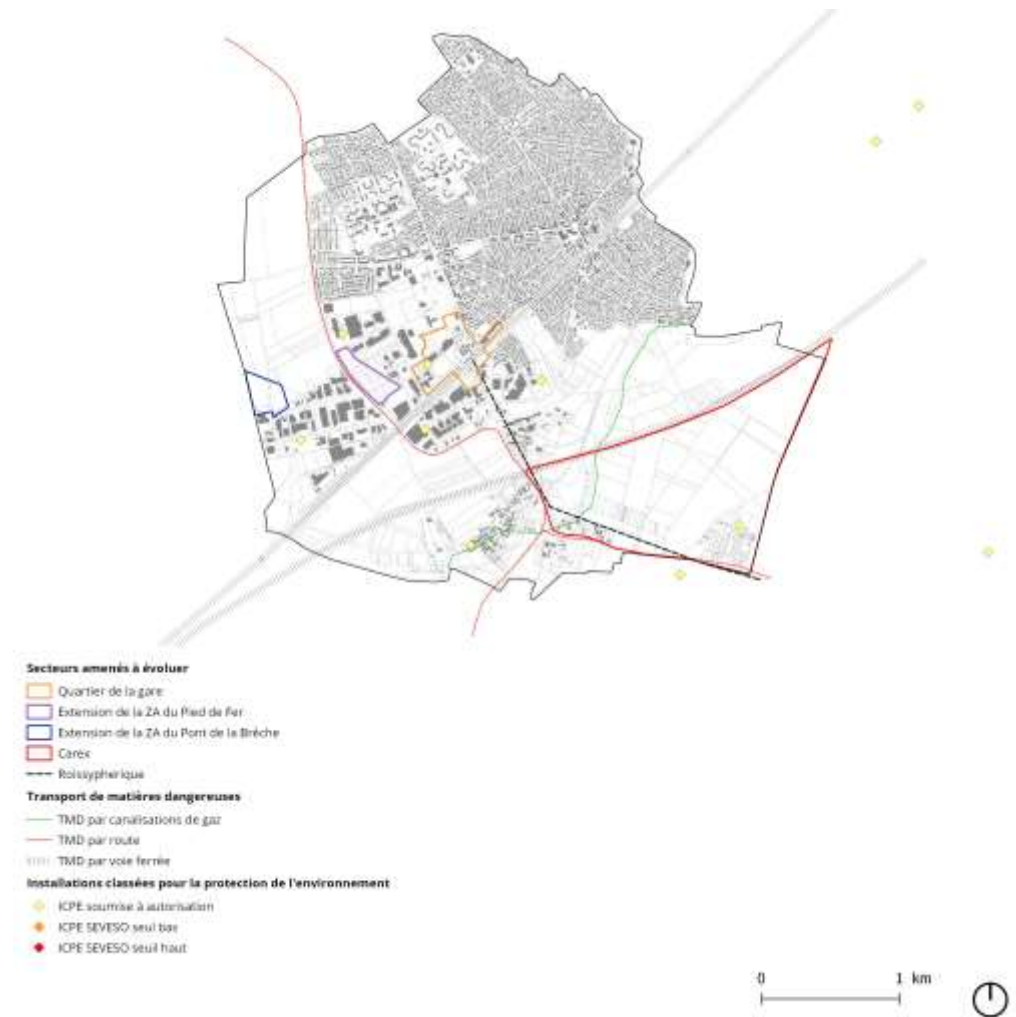 Secteurs amenés à évoluer
Quartier de la gare
Extension de la ZA du Pied de Fer
Extension de la ZA du Pont de la Brèche
Carex
Roissypherique
Transport de matières dangereuses
TMD par canalisations de gaz
TMD par route
TMD par voie ferrée
Installations classées pour la protection de l'environnement
ICPE soumise à autorisation
ICPE SEVESO seuil bas
ICPE SEVESO seuil haut
0 1 km